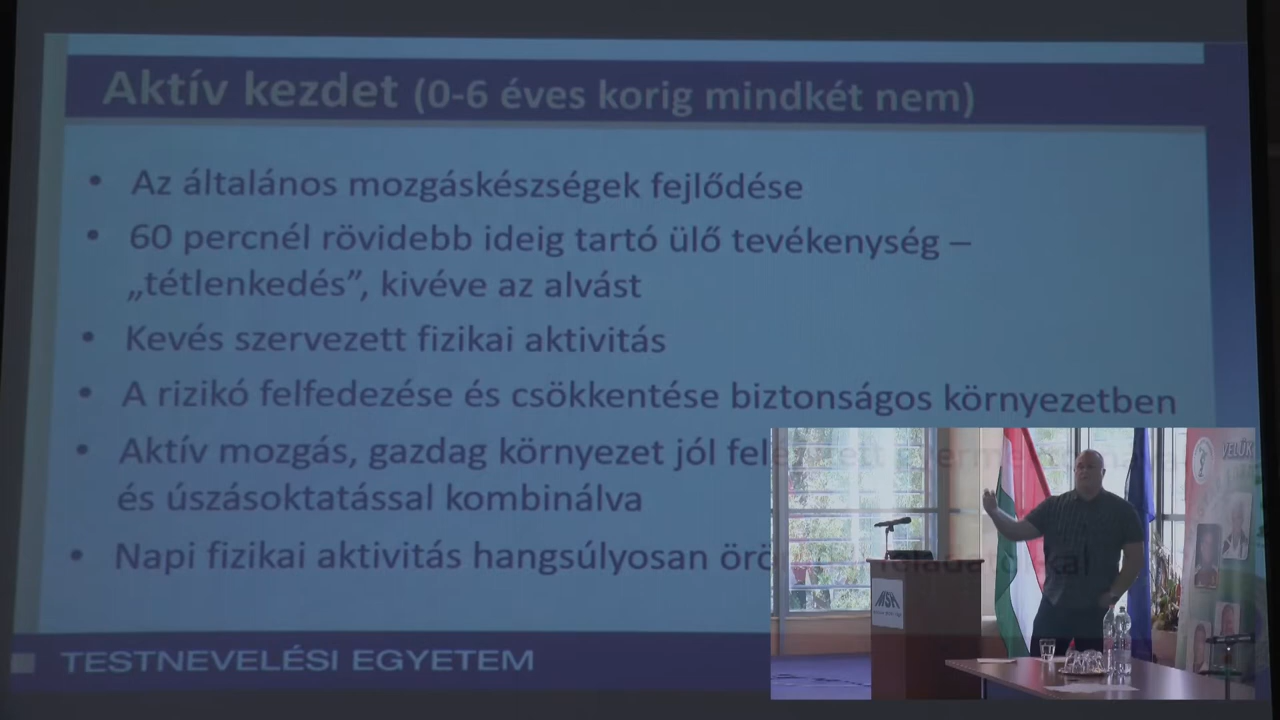 Aktív kezdet (0-6 éves korig mindkét nem)
• Az általános mozgáskészségek fejlődése
• 60 percnél rövidebb ideig tartó ülő tevékenység –
„tétlenkedés”, kivéve az alvást
• Kevés szervezett fizikai aktivitás
• A rizikó felfedezése és csökkentése biztonságos környezetben
• Aktív mozgás, gazdag környezet jól
és úszásoktatással kombinálva
• Napi fizikai aktivitás hangsúlyosan
TESTNEVELÉSI EGYETEM
MSH
VELÜK